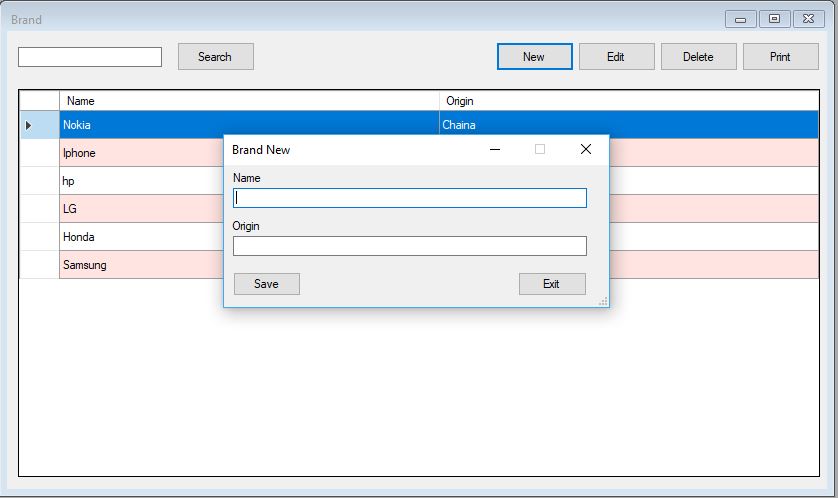 Brand
Search New Edit Delete Print
Name Origin
Nokia Chaina
Iphone
hp
LG
Honda
Samsung
Brand New
Name
Origin
Save Exit